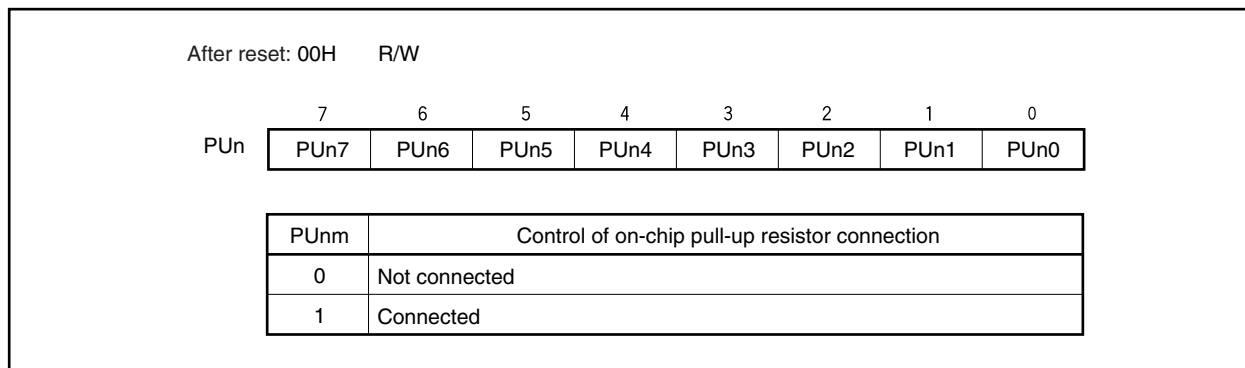 After reset: 00H R/W
7 6 5 4 3 2 1 0
PUn PUn7 PUn6 PUn5 PUn4 PUn3 PUn2 PUn1 PUn0
PUnm Control of on-chip pull-up resistor connection
0 Not connected
1 Connected